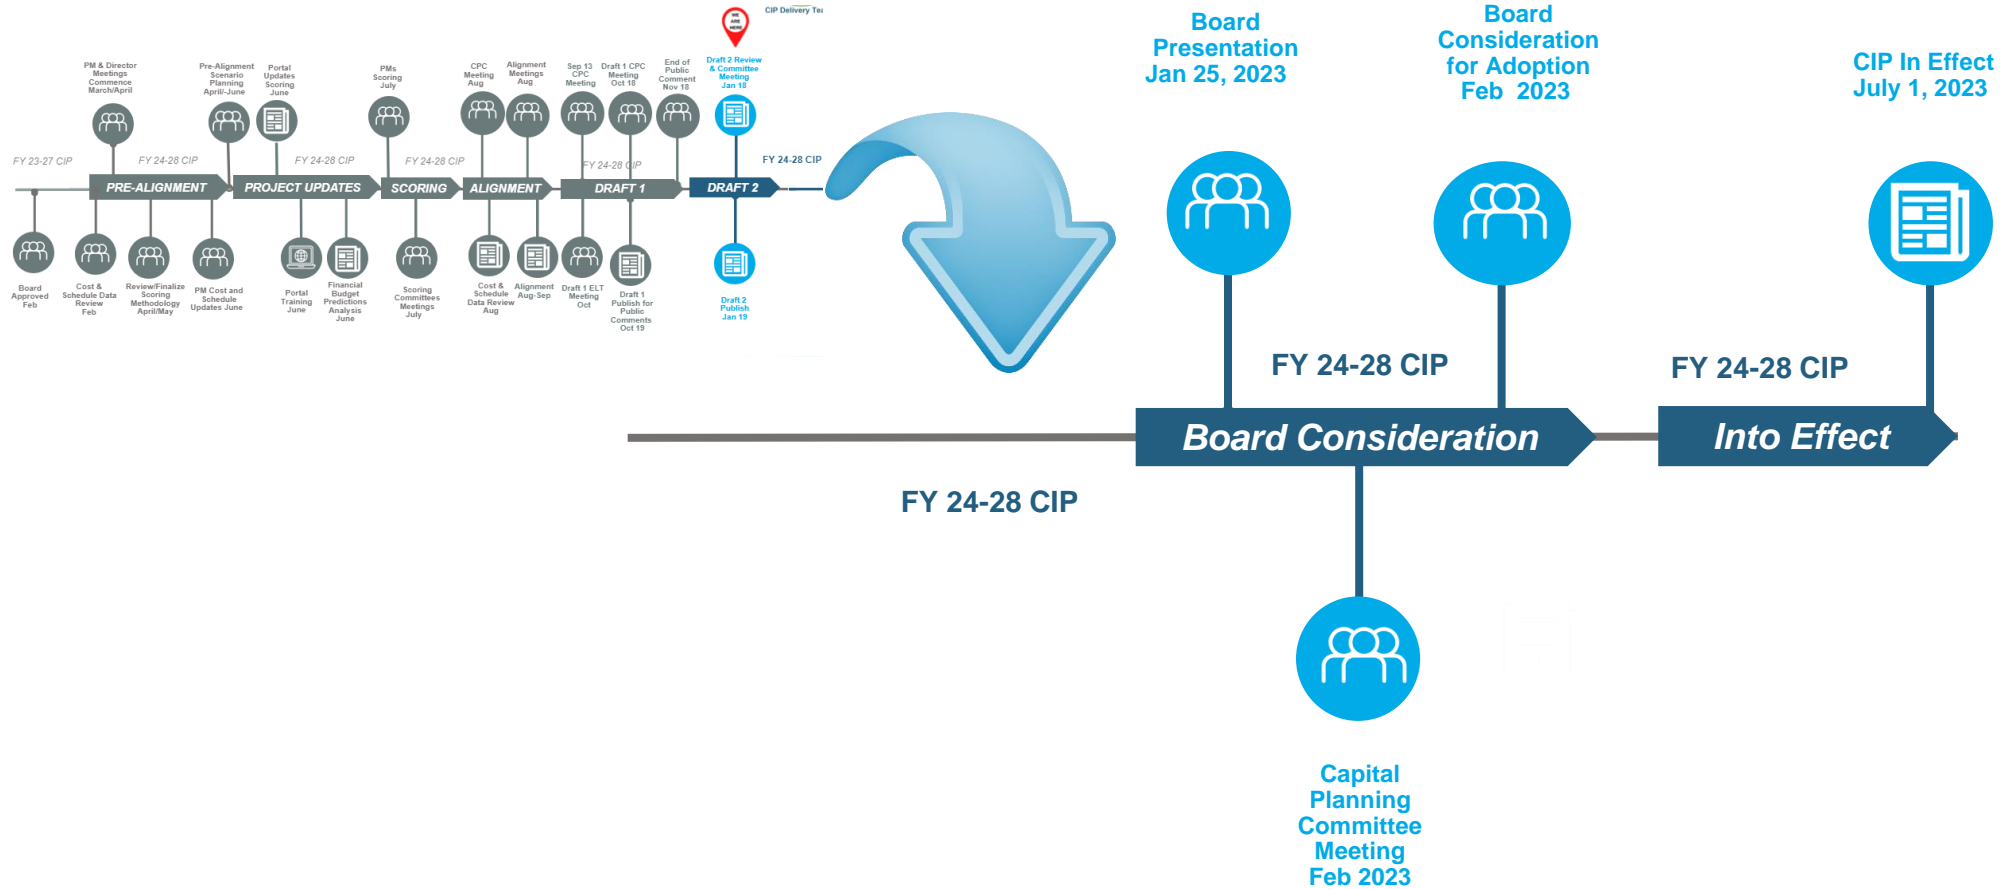 CIP Delivery Tea
WE
ARE
HERE
PM & Director
Meetings
Commence
March/April
Pre-Alignment
Scenario
Planning
April/-June
Portal
Updates
Scoring
June
PMs
Scoring
July
CPC
Meeting
Aug
Alignment
Meetings
Aug
Sep 13
CPC
Meeting
Draft 1 CPC
Meeting
Oct 18
End of
Public
Comment
Nov 18
Draft 2 Review
& Committee
Meeting
Jan 18
FY 23-27 CIP
FY 24-28 CIP
FY 24-28 CIP
FY 24-28 CIP
FY 24-28 CIP
FY 24-28 CIP
PRE-ALIGNMENT
PROJECT UPDATES
SCORING
ALIGNMENT
DRAFT 1
DRAFT 2
Board
Approved
Feb
Cost &
Schedule Data
Review
Feb
Review/Finalize
Scoring
Methodology
April/May
PM Cost and
Schedule
Updates June
Portal
Training
June
Financial
Budget
Predictions
Analysis
June
Scoring
Committees
Meetings
July
Cost &
Schedule
Data Review
Aug
Alignment
Aug-Sep
Draft 1 ELT
Meeting
Oct
Draft 1
Publish for
Public
Comments
Oct 19
Draft 2
Publish
Jan 19
Board
Presentation
Jan 25, 2023
Board
Consideration
for Adoption
Feb 2023
CIP In Effect
July 1, 2023
FY 24-28 CIP
FY 24-28 CIP
Board Consideration
Into Effect
FY 24-28 CIP
Capital
Planning
Committee
Meeting
Feb 2023